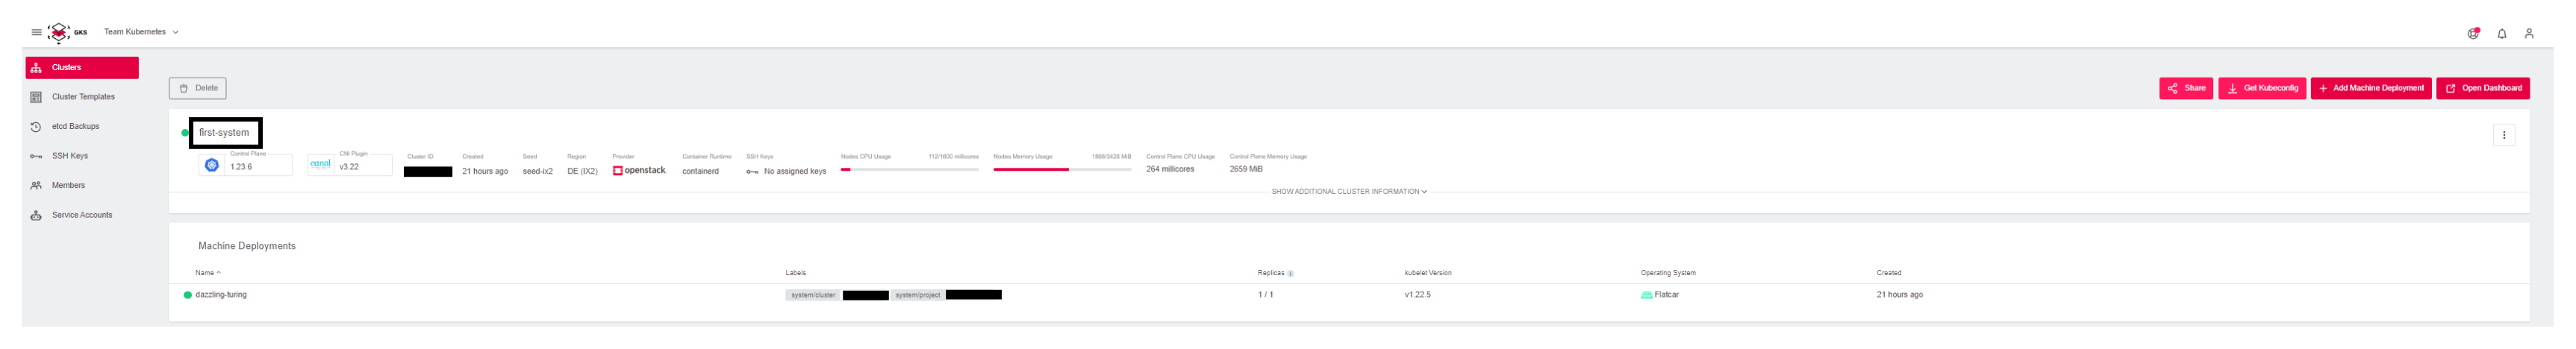 GKS Team Kubernetes
Clusters
Cluster Templates
etcd Backups
SSH Keys
Members
Service Accounts
Delete
Share Get Kubeconfig + Add Machine Deployment Open Dashboard
first-system
Control Plane 1.23.6
canal CNI Plugin v3.22
Cluster ID
Created 21 hours ago
Seed seed-ix2
Region DE (IX2)
Provider openstack.
Container Runtime containerd
SSH Keys No assigned keys
Nodes CPU Usage 112/1600 millicores
Nodes Memory Usage 1868/3428 MiB
Control Plane CPU Usage 264 millicores
Control Plane Memory Usage 2659 MiB
SHOW ADDITIONAL CLUSTER INFORMATION
Machine Deployments
Name Labels Replicas kubelet Version Operating System Created
dazzling-turing system/cluster system/project 1 / 1 v1.22.5 Flatcar 21 hours ago